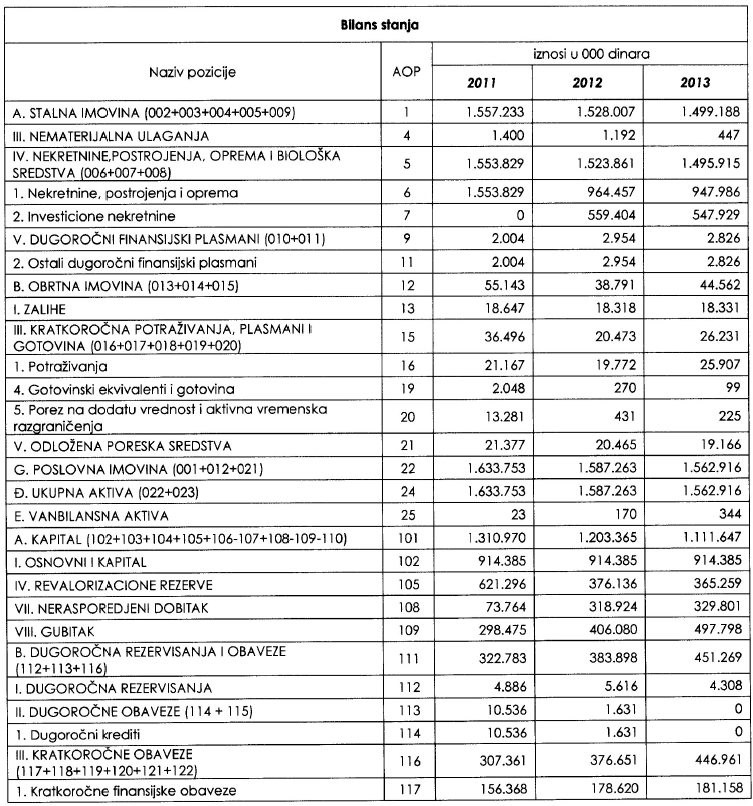 Bilans stanja
Naziv pozicije AOP iznosi u 000 dinara
2011 2012 2013
A. STALNA IMOVINA (002+003+004+005+009) 1 1.557.233 1.528.007 1.499.188
III. NEMATERIJALNA ULAGANJA 4 1.400 1.192 447
IV. NEKRETNINE,POSTROJENJA, OPREMA I BIOLOŠKA
SREDSTVA (006+007+008) 5 1.553.829 1.523.861 1.495.915
1. Nekretnine, postrojenja i oprema 6 1.553.829 964.457 947.986
2. Investicione nekretnine 7 0 559.404 547.929
V. DUGOROČNI FINANSIJSKI PLASMANI (010+011) 9 2.004 2.954 2.826
2. Ostali dugoročni finansijski plasmani 11 2.004 2.954 2.826
B. OBRTNA IMOVINA (013+014+015) 12 55.143 38.791 44.562
I. ZALIHE 13 18.647 18.318 18.331
III. KRATKOROČNA POTRAŽIVANJA, PLASMANI I
GOTOVINA (016+017+018+019+020) 15 36.496 20.473 26.231
1. Potraživanja 16 21.167 19.772 25.907
4. Gotovinski ekvivalenti i gotovina 19 2.048 270 99
5. Porez na dodatu vrednost i aktivna vremenska
razgraničenja 20 13.281 431 225
V. ODLOŽENA PORESKA SREDSTVA 21 21.377 20.465 19.166
G. POSLOVNA IMOVINA (001+012+021) 22 1.633.753 1.587.263 1.562.916
Đ. UKUPNA AKTIVA (022+023) 24 1.633.753 1.587.263 1.562.916
E. VANBILANSNA AKTIVA 25 23 170 344
A. KAPITAL (102+103+104+105+106-107+108-109-110) 101 1.310.970 1.203.365 1.111.647
I. OSNOVNI I KAPITAL 102 914.385 914.385 914.385
IV. REVALORIZACIONE REZERVE 105 621.296 376.136 365.259
VII. NERASPOREDJENI DOBITAK 108 73.764 318.924 329.801
VIII. GUBITAK 109 298.475 406.080 497.798
B. DUGOROČNA REZERVISANJA I OBAVEZE
(112+113+116) 111 322.783 383.898 451.269
I. DUGOROČNA REZERVISANJA 112 4.886 5.616 4.308
II. DUGOROČNE OBAVEZE (114 + 115) 113 10.536 1.631 0
1. Dugoročni krediti 114 10.536 1.631 0
III. KRATKOROČNE OBAVEZE
(117+118+119+120+121+122) 116 307.361 376.651 446.961
1. Kratkoročne finansijske obaveze 117 156.368 178.620 181.158